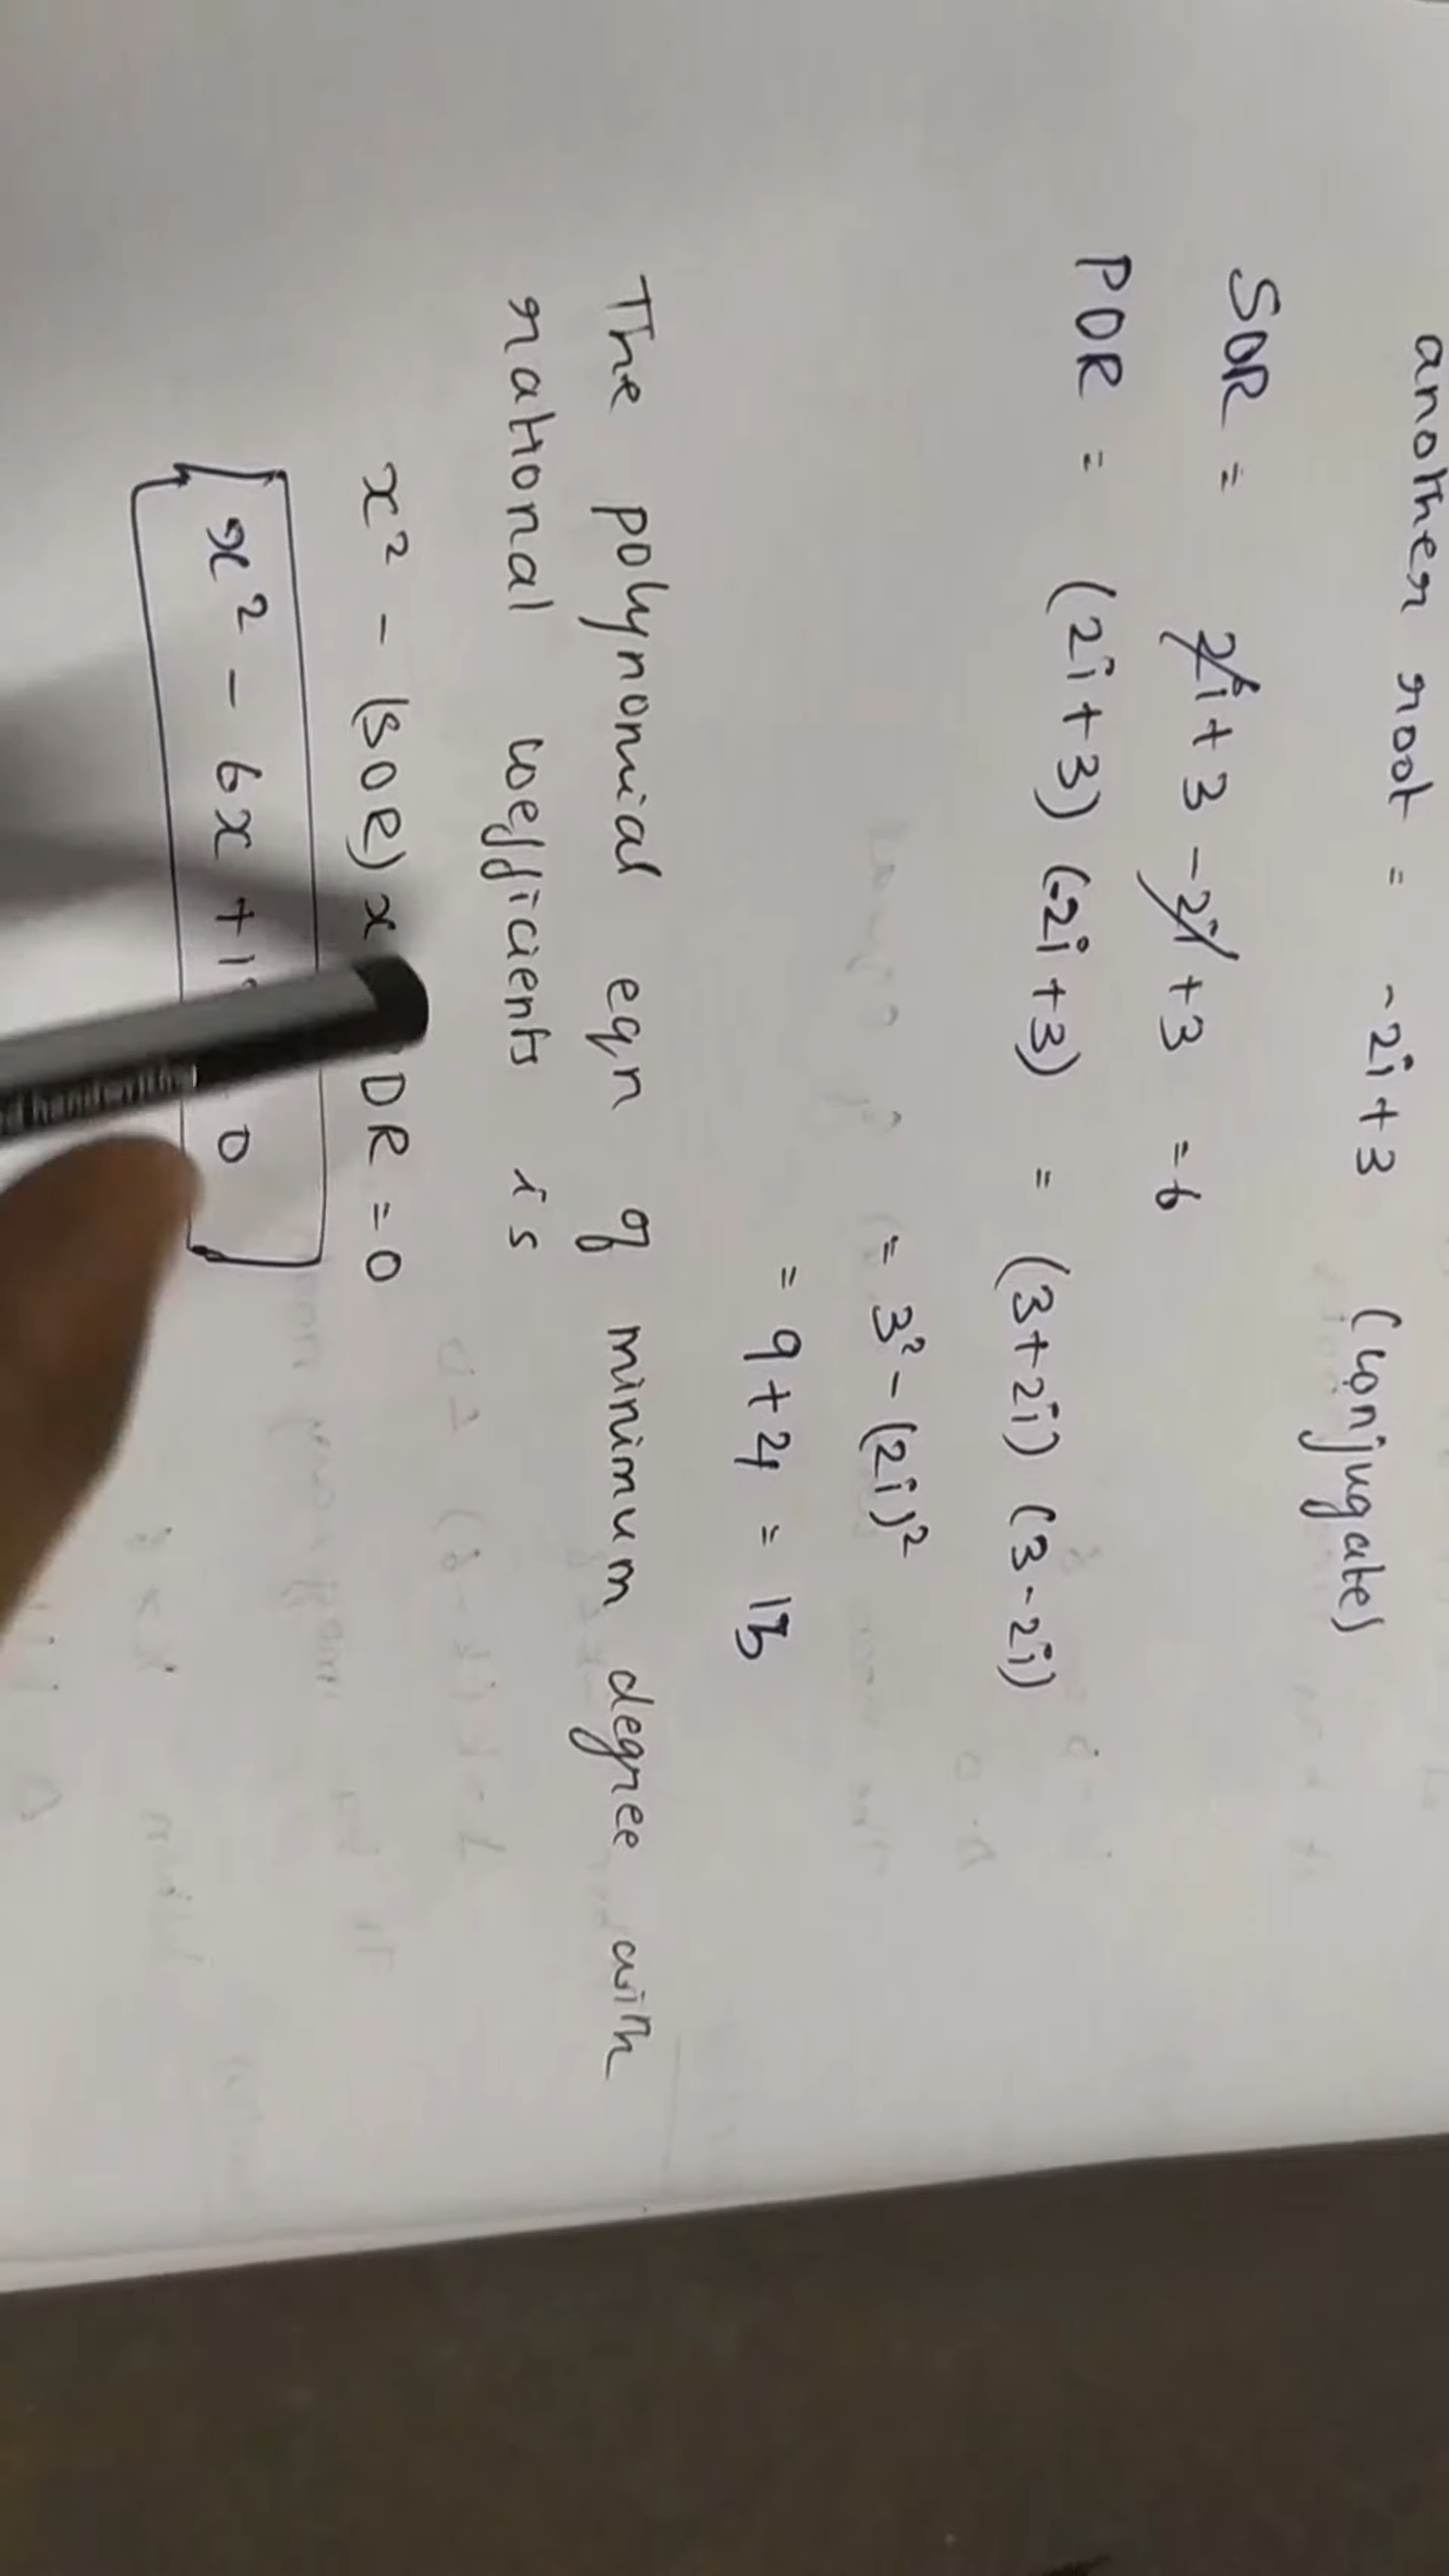 another root = -2i+3 (conjugate)
SOR = 2i+3-2i+3 = 6
POR = (2i+3) (-2i+3) = (3+2i) (3-2i)
= 3² - (2i)²
= 9+4 = 13
The polynomial eqn of minimum degree with
rational coefficients is
x² - (SOR)x OR = 0
x² - 6x + 1 0